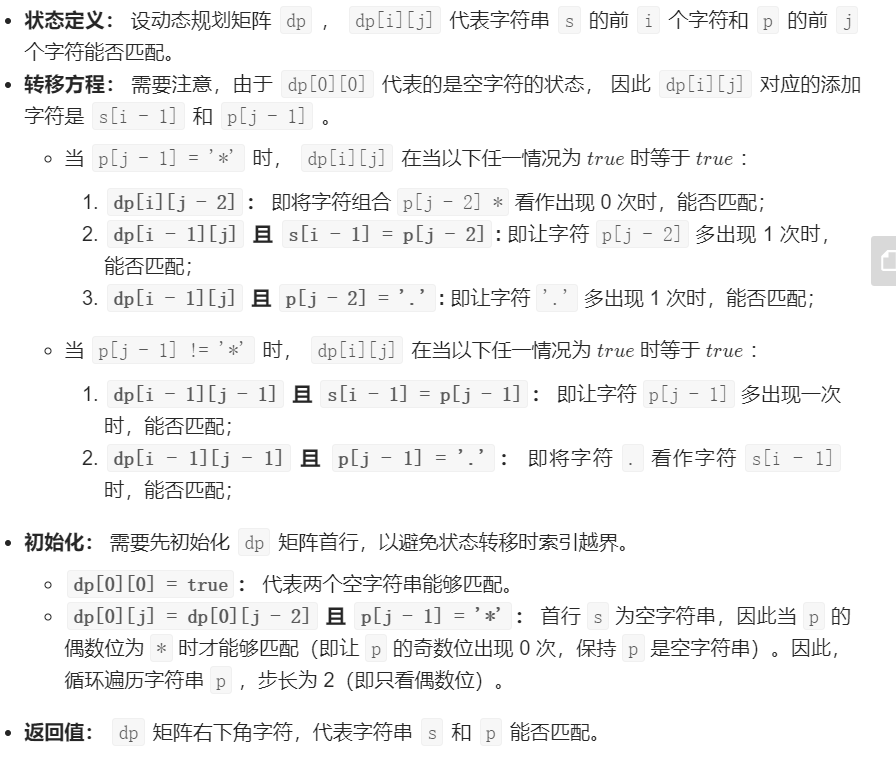 状态定义： 设动态规划矩阵 dp ， dp[i][j] 代表字符串 s 的前 i 个字符和 p 的前 j
个字符能否匹配。
转移方程： 需要注意，由于 dp[0][0] 代表的是空字符的状态， 因此 dp[i][j] 对应的添加
字符是 s[i - 1] 和 p[j - 1] 。
当 p[j - 1] = '*' 时， dp[i][j] 在当以下任一情况为 true 时等于 true ：
1. dp[i][j - 2] ： 即将字符组合 p[j - 2] * 看作出现 0 次时，能否匹配；
2. dp[i - 1][j] 且 s[i - 1] = p[j - 2] : 即让字符 p[j - 2] 多出现 1 次时，
能否匹配；
3. dp[i - 1][j] 且 p[j - 2] = '.' : 即让字符 '.' 多出现 1 次时，能否匹配；
当 p[j - 1] != '*' 时， dp[i][j] 在当以下任一情况为 true 时等于 true ：
1. dp[i - 1][j - 1] 且 s[i - 1] = p[j - 1] ： 即让字符 p[j - 1] 多出现一次
时，能否匹配；
2. dp[i - 1][j - 1] 且 p[j - 1] = '.' ： 即将字符 . 看作字符 s[i - 1]
时，能否匹配；
初始化： 需要先初始化 dp 矩阵首行，以避免状态转移时索引越界。
dp[0][0] = true ： 代表两个空字符串能够匹配。
dp[0][j] = dp[0][j - 2] 且 p[j - 1] = '*' ： 首行 s 为空字符串，因此当 p 的
偶数位为 * 时才能够匹配（即让 p 的奇数位出现 0 次，保持 p 是空字符串）。因此，
循环遍历字符串 p ，步长为 2（即只看偶数位）。
返回值： dp 矩阵右下角字符，代表字符串 s 和 p 能否匹配。